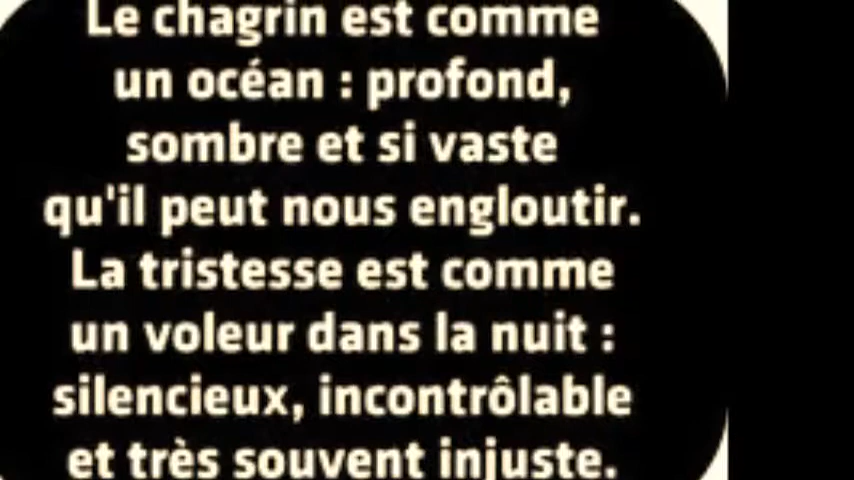 Le chagrin est comme
un océan : profond,
sombre et si vaste
qu'il peut nous engloutir.
La tristesse est comme
un voleur dans la nuit :
silencieux, incontrôlable
et très souvent injuste.